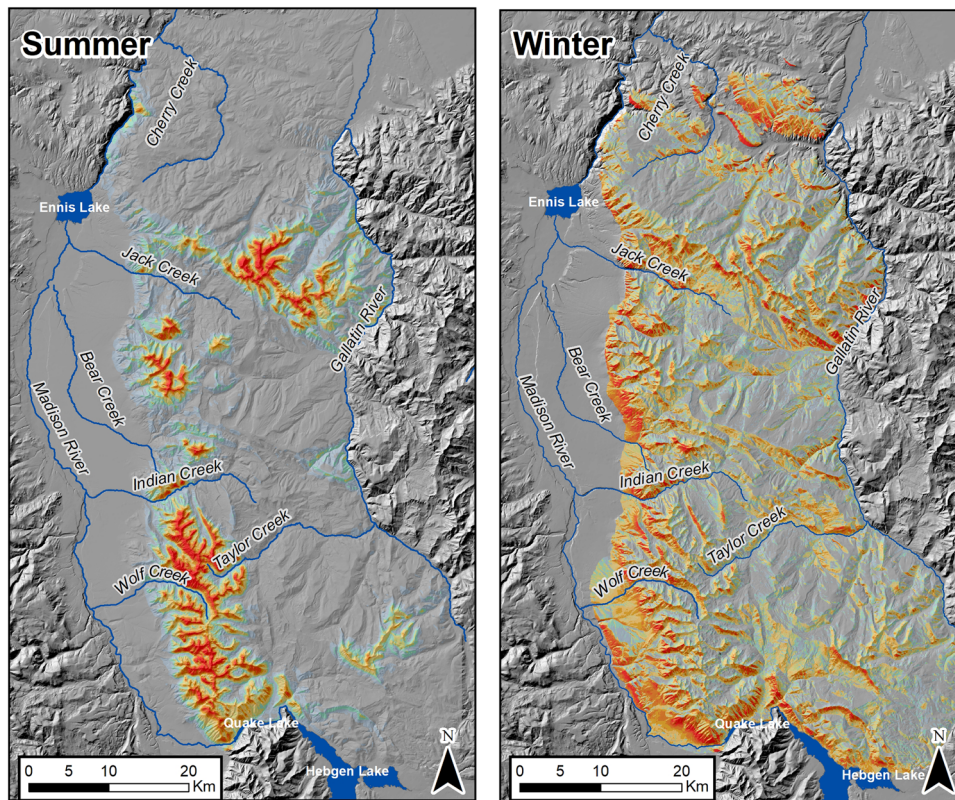 Summer
Cherry Creek
Ennis Lake
Jack Creek
Gallatin River
Bear Creek
Madison River
Indian Creek
Taylor Creek
Wolf Creek
Quake Lake
Hebgen Lake
N
0 5 10 20
Km
Winter
Cherry Creek
Ennis Lake
Jack Creek
Gallatin River
Bear Creek
Madison River
Indian Creek
Taylor Creek
Wolf Creek
Quake Lake
Hebgen Lake
N
0 5 10 20
Km